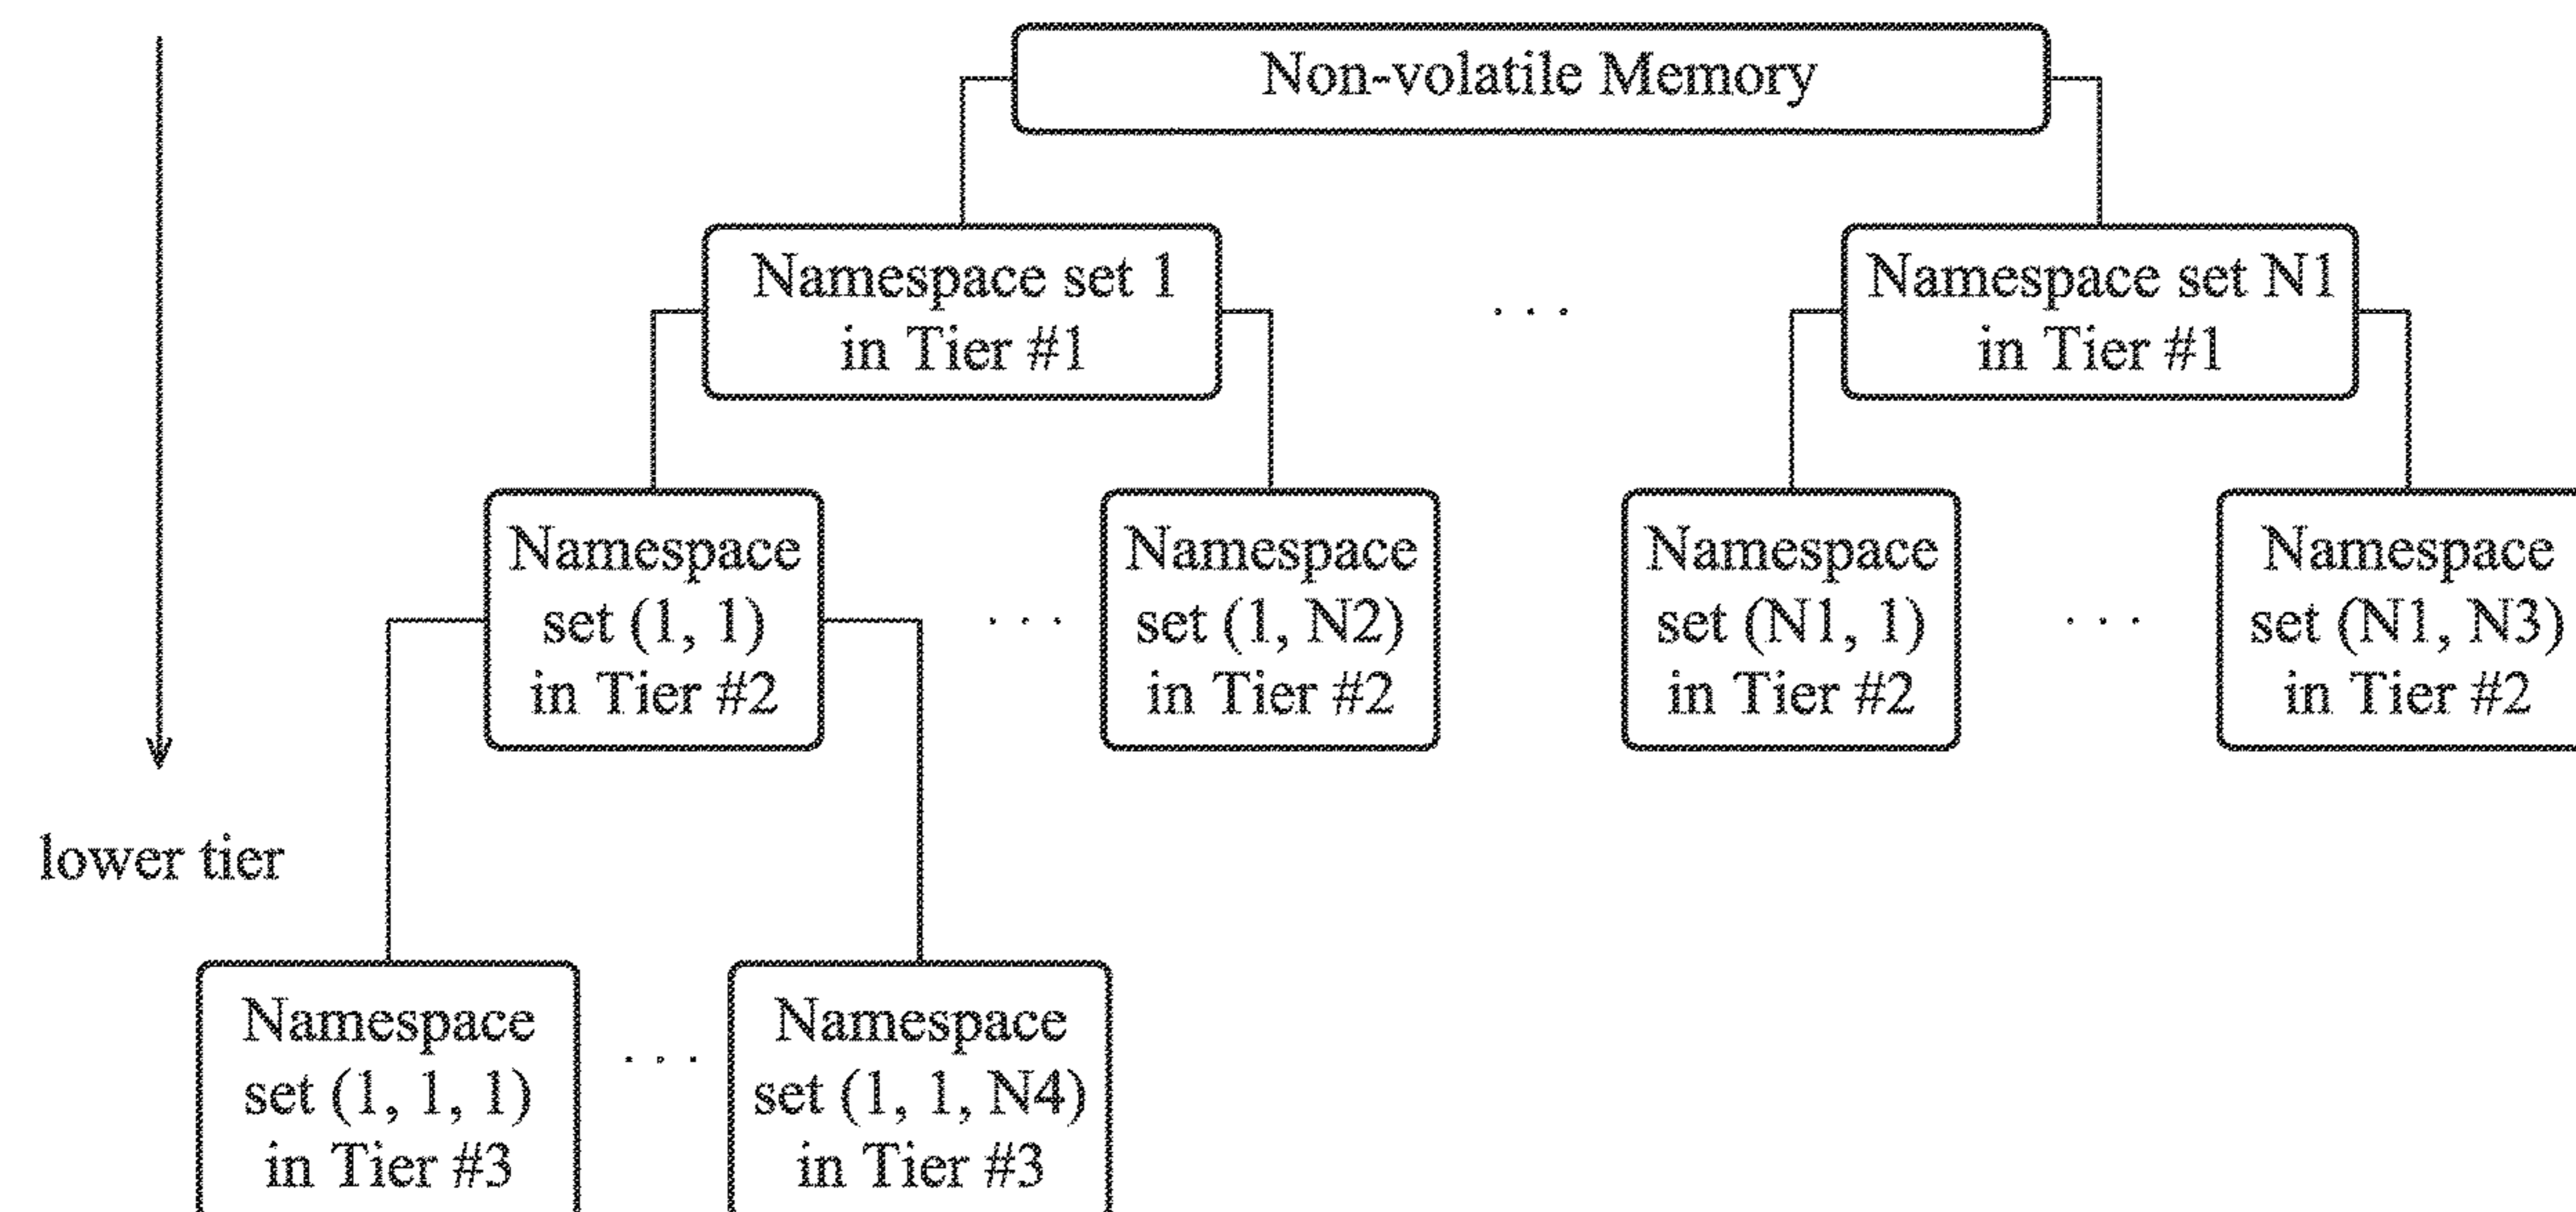 Non-volatile Memory
Namespace set 1
in Tier #1
. . .
Namespace set N1
in Tier #1
Namespace
set (1, 1)
in Tier #2
. . .
Namespace
set (1, N2)
in Tier #2
Namespace
set (N1, 1)
in Tier #2
. . .
Namespace
set (N1, N3)
in Tier #2
lower tier
Namespace
set (1, 1, 1)
in Tier #3
. . .
Namespace
set (1, 1, N4)
in Tier #3